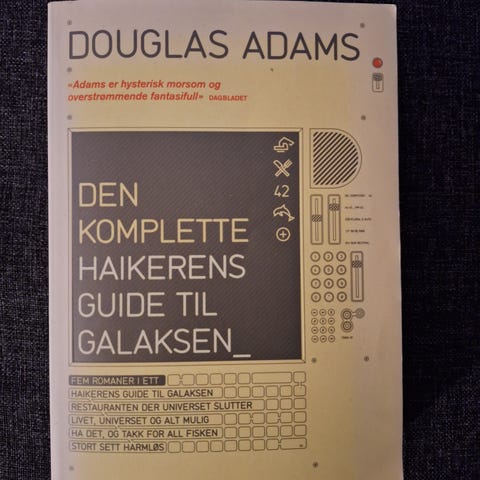 DOUGLAS ADAMS
«Adams er hysterisk morsom og
overstrømmende fantasifull» DAGBLADET
42
DEN
KOMPLETTE
HAIKERENS
GUIDE TIL
GALAKSEN_
FEM ROMANER I ETT
HAIKERENS GUIDE TIL GALAKSEN
RESTAURANTEN DER UNIVERSET SLUTTER
LIVET, UNIVERSET OG ALT MULIG
HA DET, OG TAKK FOR ALL FISKEN
STORT SETT HARMLØS